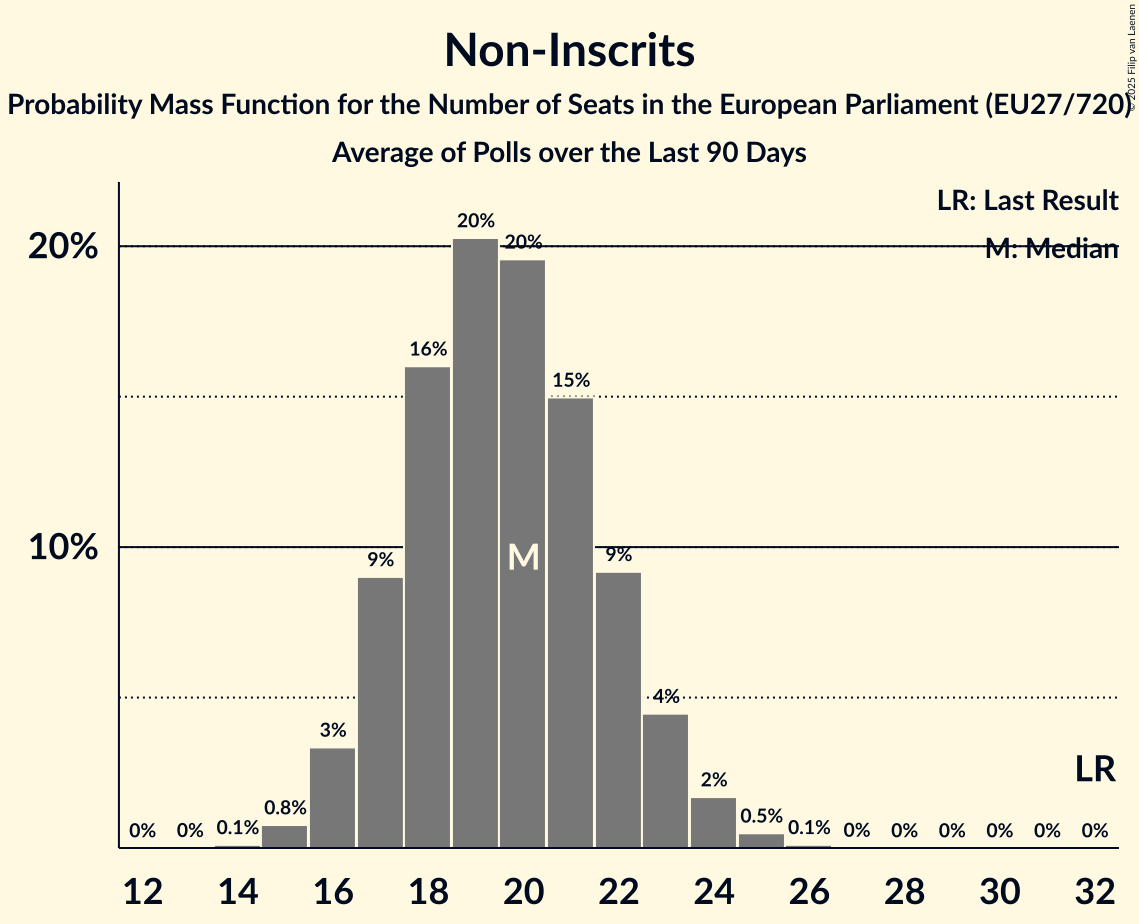 Non-Inscrits
Probability Mass Function for the Number of Seats in the European Parliament (EU27/720)
Average of Polls over the Last 90 Days
© 2025 Filip van Laenen
LR: Last Result
M: Median
20%
10%
0%
0%
0.1%
0.8%
3%
9%
16%
20%
20%
15%
9%
4%
2%
0.5%
0.1%
0%
0%
0%
0%
0%
0%
M
LR
12 14 16 18 20 22 24 26 28 30 32